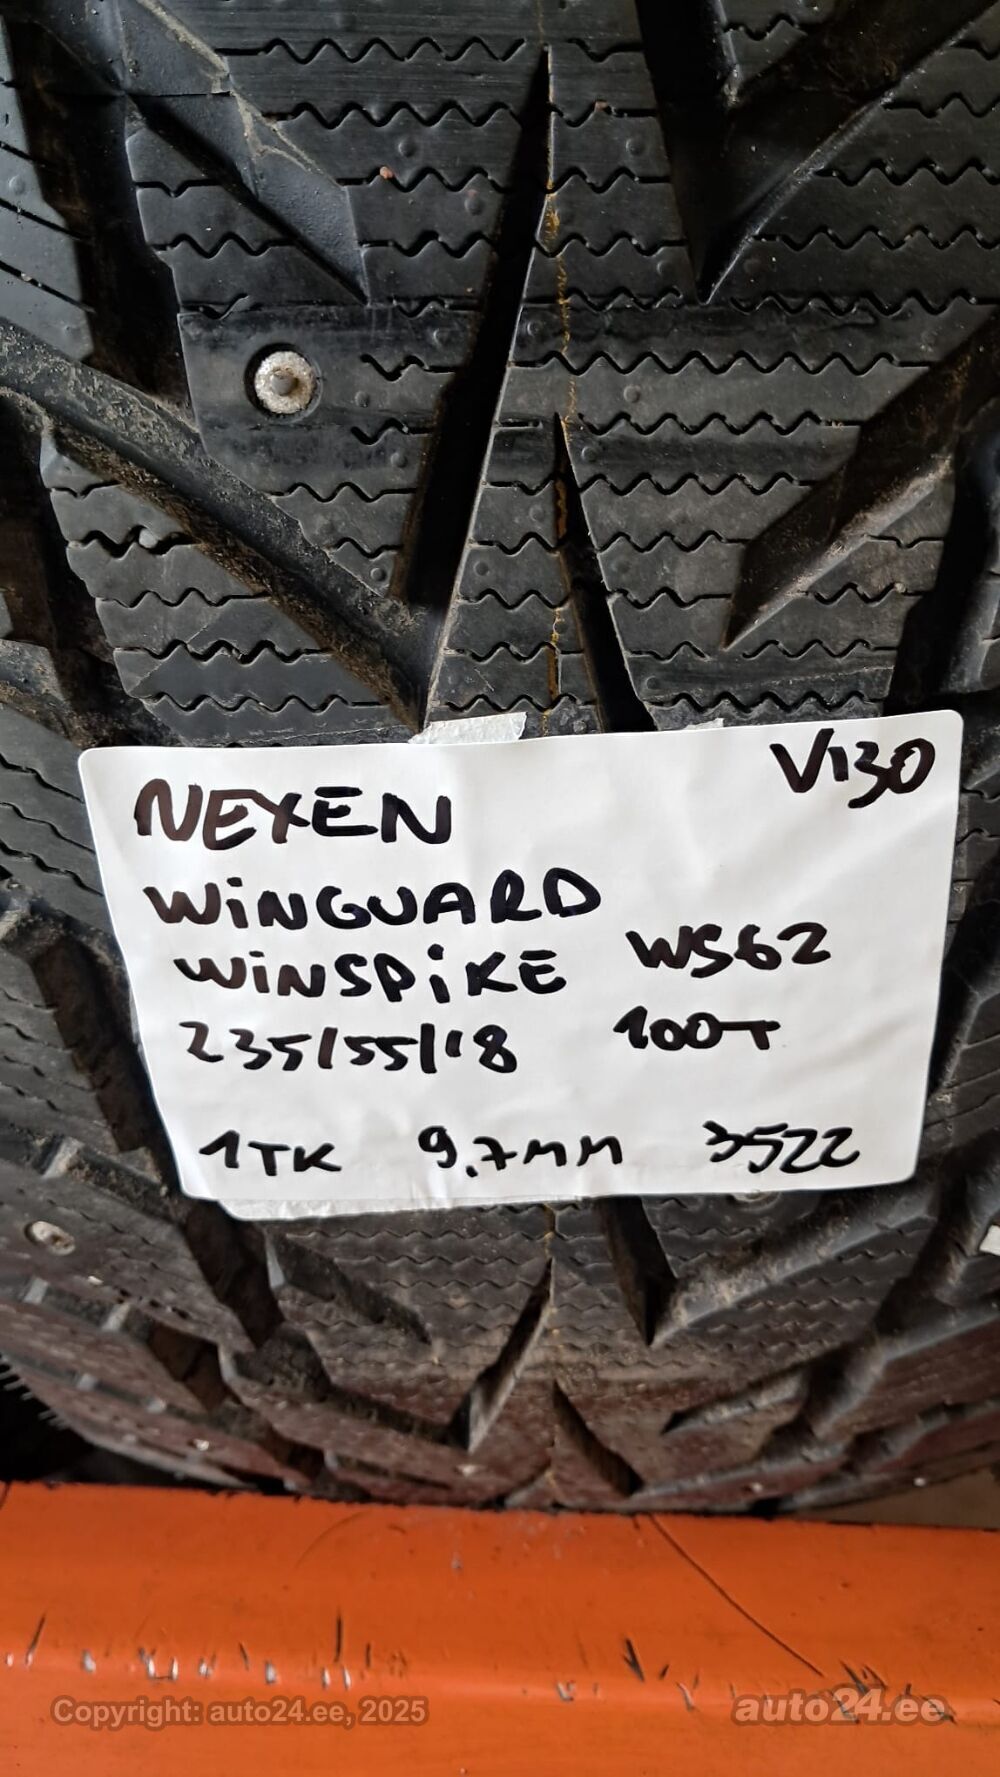 V130
NEXEN
WiNGUARD
WiNSPiKE WS62
235/55/18 100T
1TK 9.7MM 3522
Copyright: auto24.ee, 2025
auto24.ee